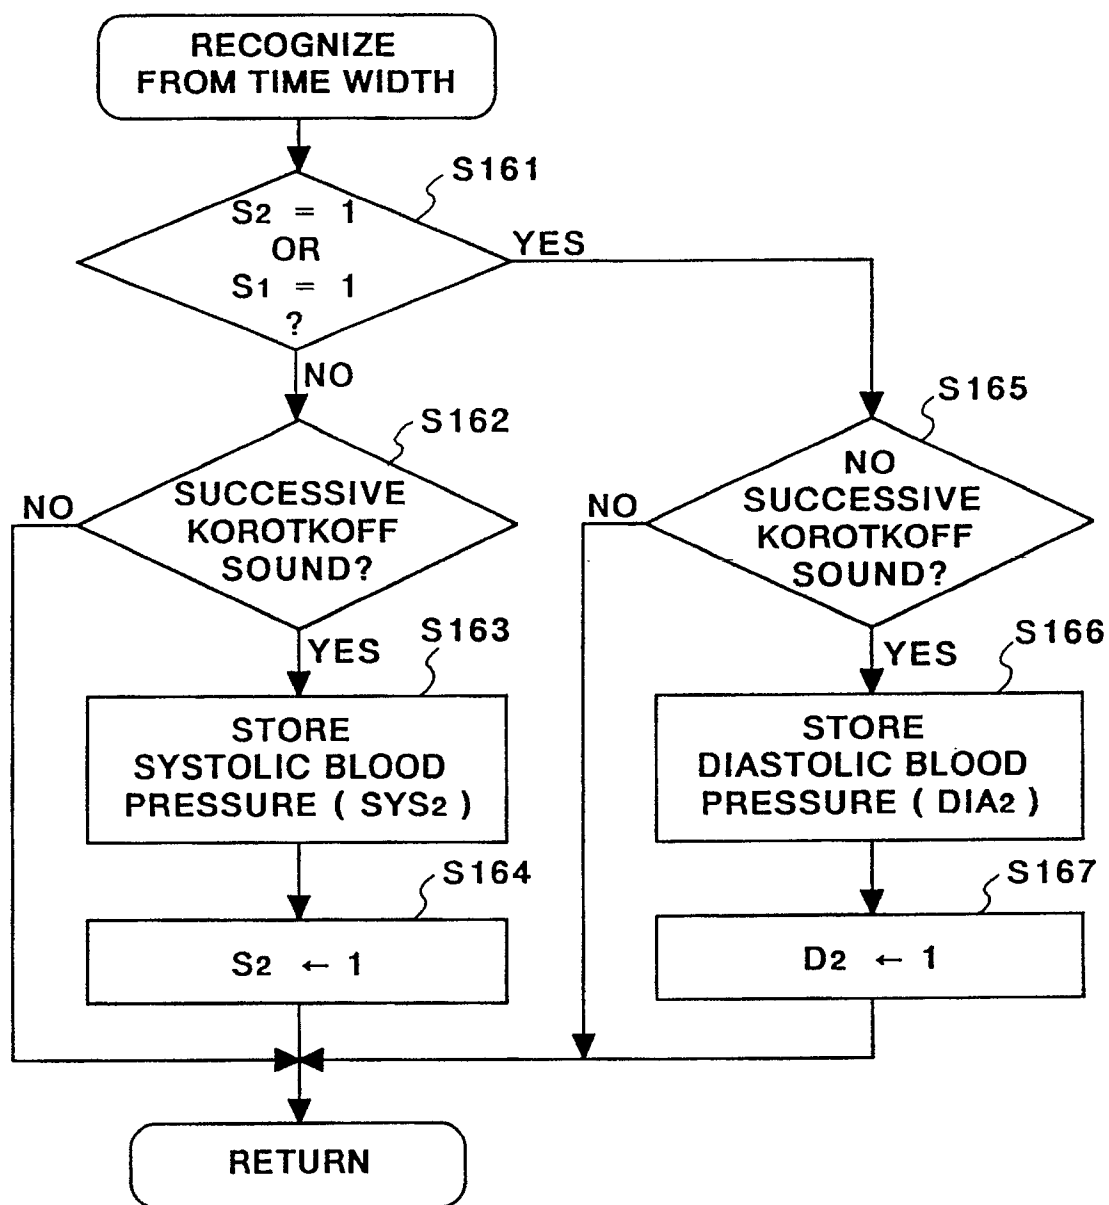 RECOGNIZE
FROM TIME WIDTH
S161
S2 = 1
OR
S1 = 1
?
YES
NO
S162
SUCCESSIVE
KOROTKOFF
SOUND?
NO
YES
S163
STORE
SYSTOLIC BLOOD
PRESSURE ( SYS2 )
S164
S2 ← 1
S165
NO
SUCCESSIVE
KOROTKOFF
SOUND?
NO
YES
S166
STORE
DIASTOLIC BLOOD
PRESSURE ( DIA2 )
S167
D2 ← 1
RETURN